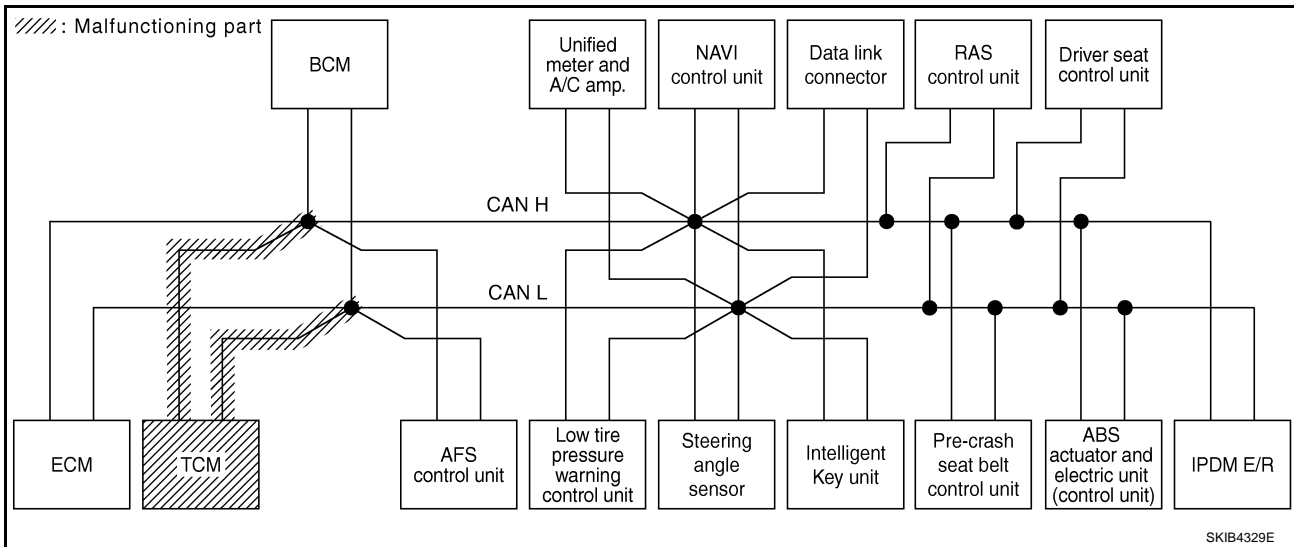 : Malfunctioning part
BCM
Unified
meter and
A/C amp.
NAVI
control unit
Data link
connector
RAS
control unit
Driver seat
control unit
CAN H
CAN L
ECM
TCM
AFS
control unit
Low tire
pressure
warning
control unit
Steering
angle
sensor
Intelligent
Key unit
Pre-crash
seat belt
control unit
ABS
actuator and
electric unit
(control unit)
IPDM E/R
SKIB4329E